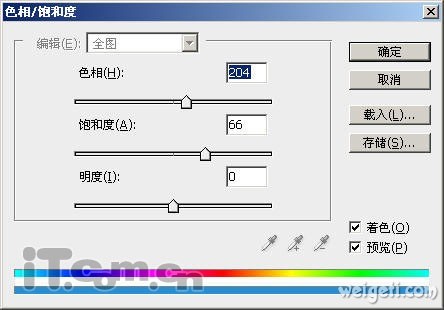 色相/饱和度
编辑(E): 全图
色相(H): 204
饱和度(A): 66
明度(I): 0
确定
取消
载入(L)...
存储(S)...
着色(O)
预览(P)
iT.com.cn
weigeti.com